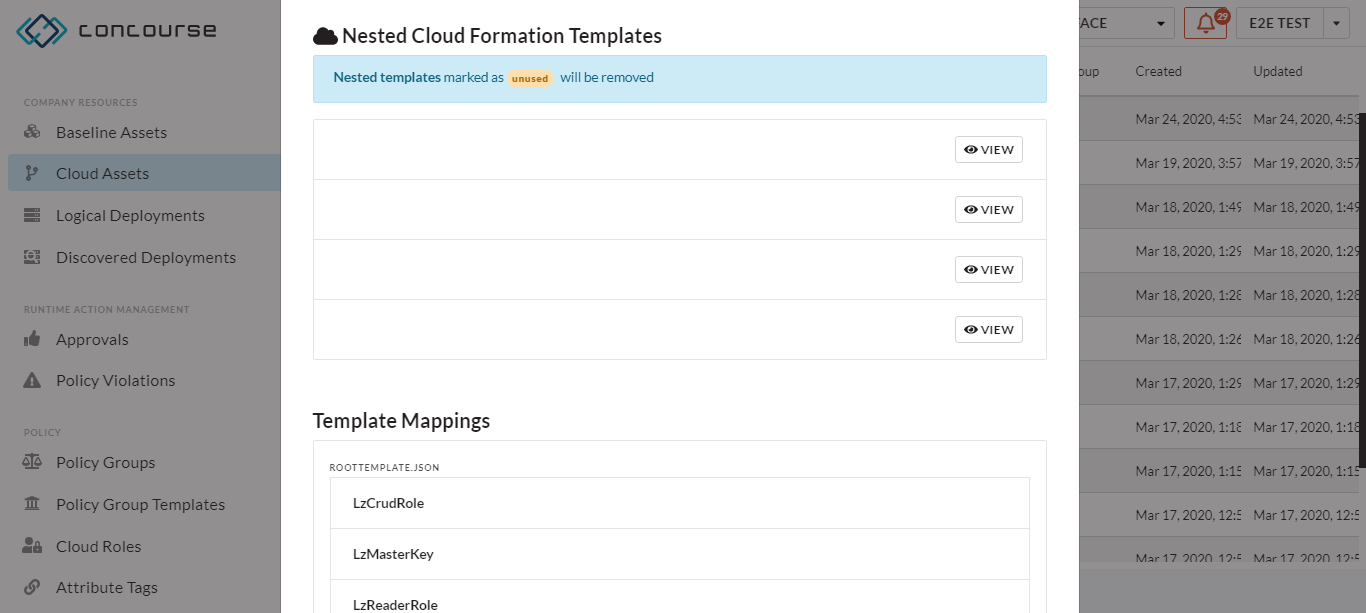 concourse
COMPANY RESOURCES
Baseline Assets
Cloud Assets
Logical Deployments
Discovered Deployments
RUNTIME ACTION MANAGEMENT
Approvals
Policy Violations
POLICY
Policy Groups
Policy Group Templates
Cloud Roles
Attribute Tags
Nested Cloud Formation Templates
Nested templates marked as unused will be removed
VIEW
VIEW
VIEW
VIEW
Template Mappings
ROOTTEMPLATE.JSON
LzCrudRole
LzMasterKey
LzReaderRole
29 E2E TEST
Created Updated
Mar 24, 2020, 4:53 Mar 24, 2020, 4:53
Mar 19, 2020, 3:57 Mar 19, 2020, 3:57
Mar 18, 2020, 1:49 Mar 18, 2020, 1:49
Mar 18, 2020, 1:29 Mar 18, 2020, 1:29
Mar 18, 2020, 1:28 Mar 18, 2020, 1:28
Mar 18, 2020, 1:26 Mar 18, 2020, 1:26
Mar 17, 2020, 1:29 Mar 17, 2020, 1:29
Mar 17, 2020, 1:18 Mar 17, 2020, 1:18
Mar 17, 2020, 1:15 Mar 17, 2020, 1:15
Mar 17, 2020, 12:5 Mar 17, 2020, 12:5
Mar 17, 2020, 12:5 Mar 17, 2020, 12:5